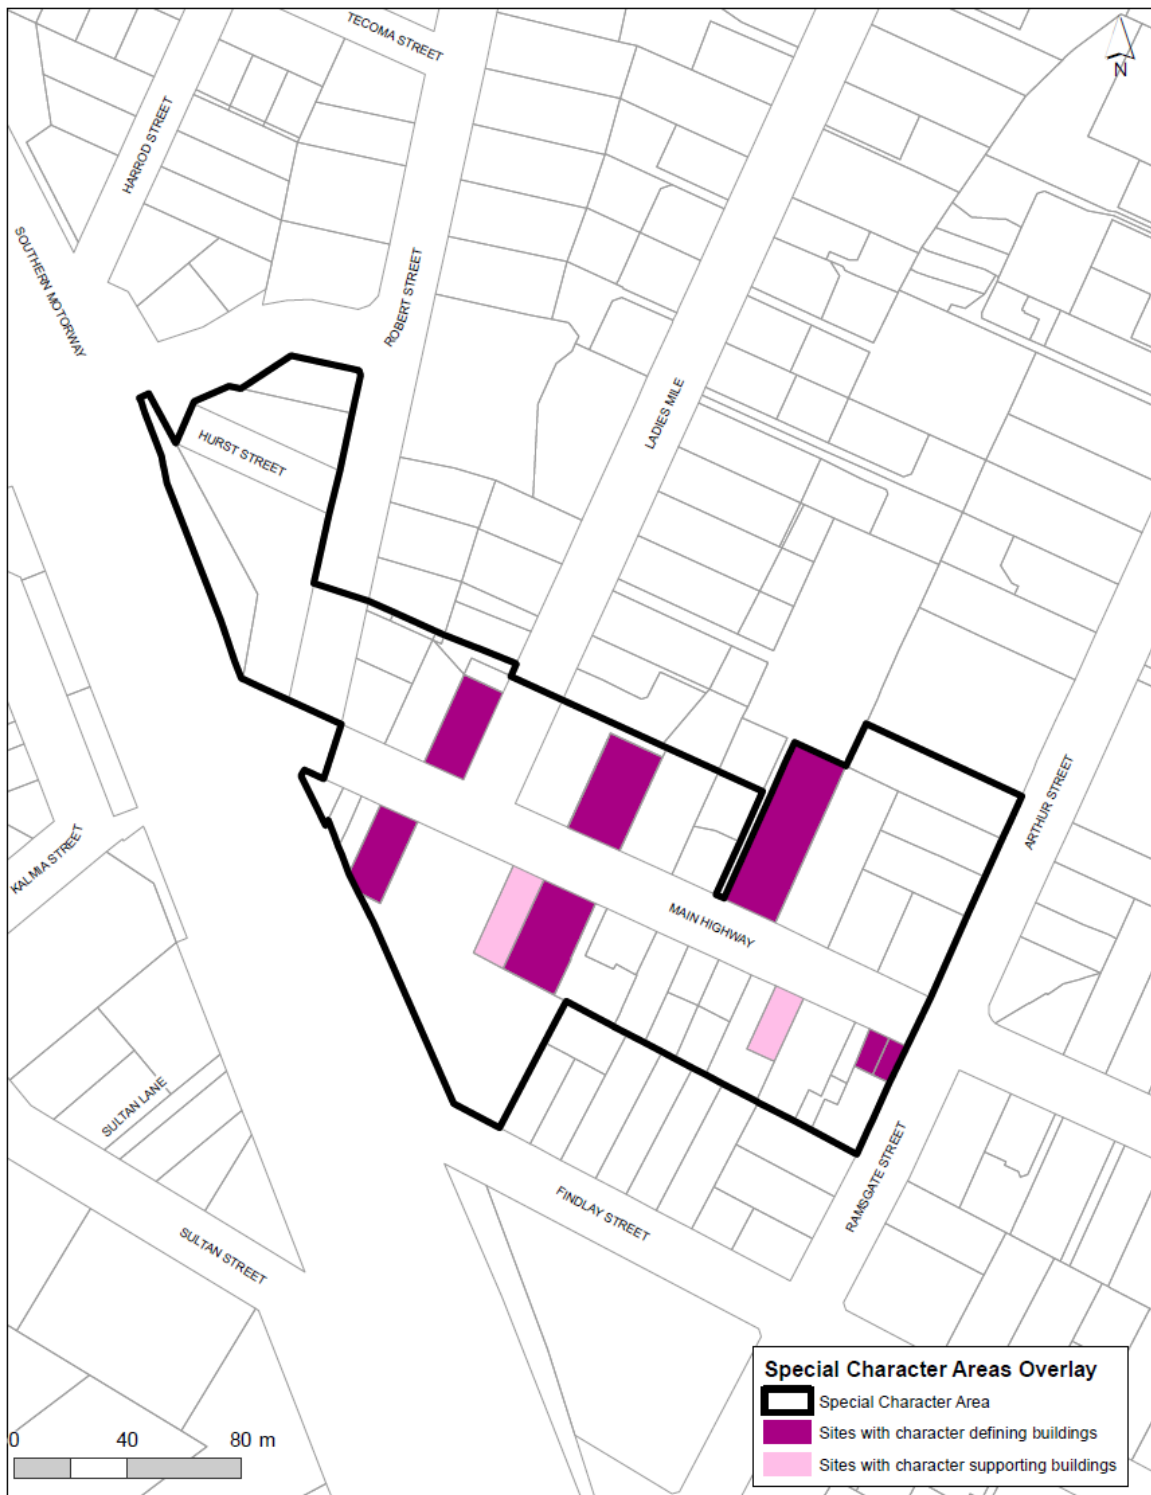 TECOMA STREET
N
HARROD STREET
SOUTHERN MOTORWAY
ROBERT STREET
LADIES MILE
HURST STREET
ARTHUR STREET
KALMIA STREET
MAIN HIGHWAY
SULTAN LANE
RAMSGATE STREET
FINDLAY STREET
SULTAN STREET
Special Character Areas Overlay
Special Character Area
Sites with character defining buildings
Sites with character supporting buildings
0 40 80 m